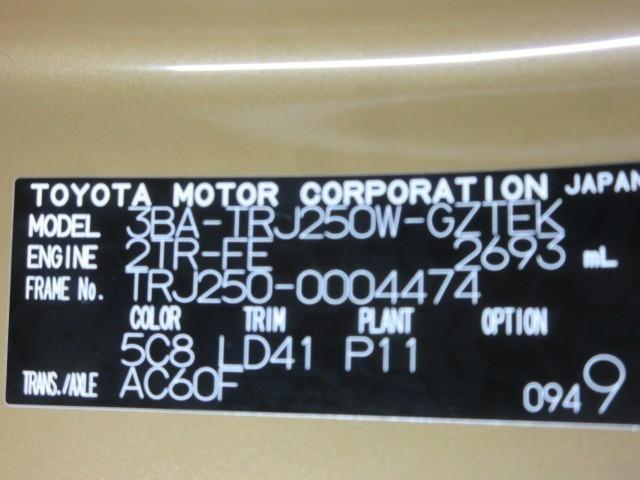 TOYOTA MOTOR CORPORATION JAPAN
MODEL 3BA-TRJ250W-GZTEK
ENGINE 2TR-FE 2693 mL
FRAME No. TRJ250-0004474
COLOR TRIM PLANT OPTION
5C8 LD41 P11
TRANS./AXLE AC60F
0949